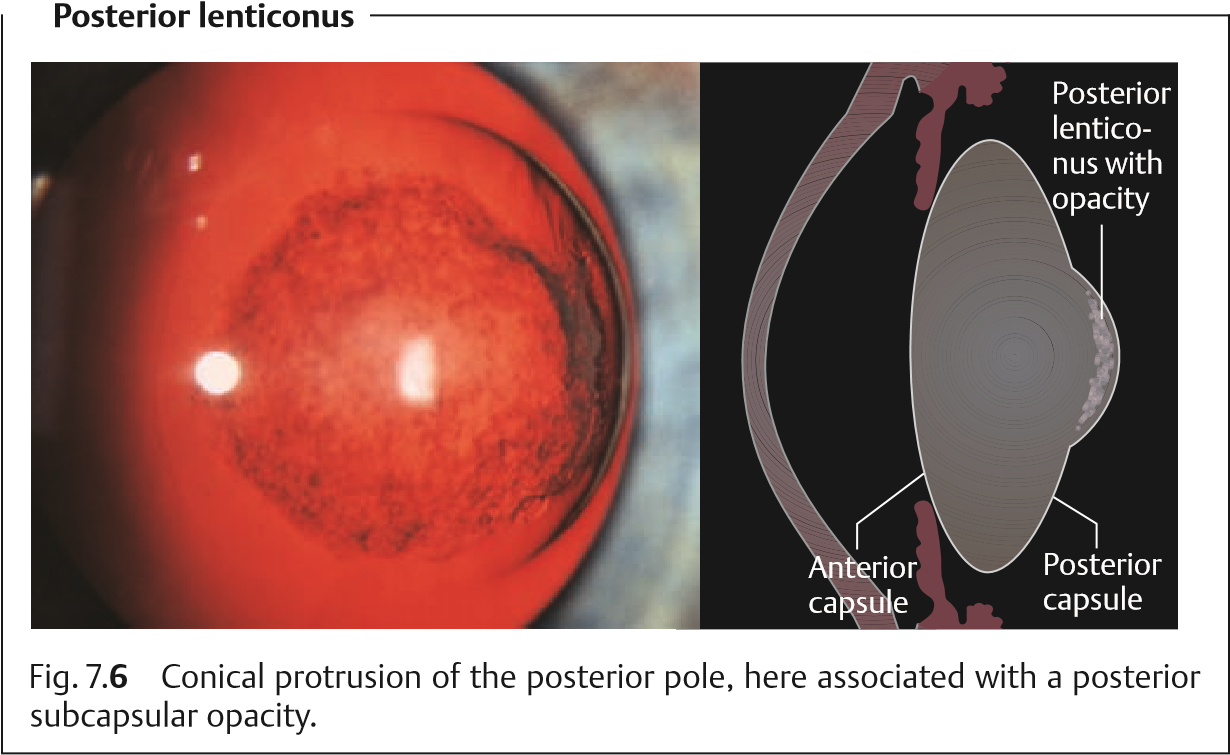 Posterior lenticonus
Posterior
lentico-
nus with
opacity
Anterior
capsule
Posterior
capsule
Fig. 7.6 Conical protrusion of the posterior pole, here associated with a posterior
subcapsular opacity.